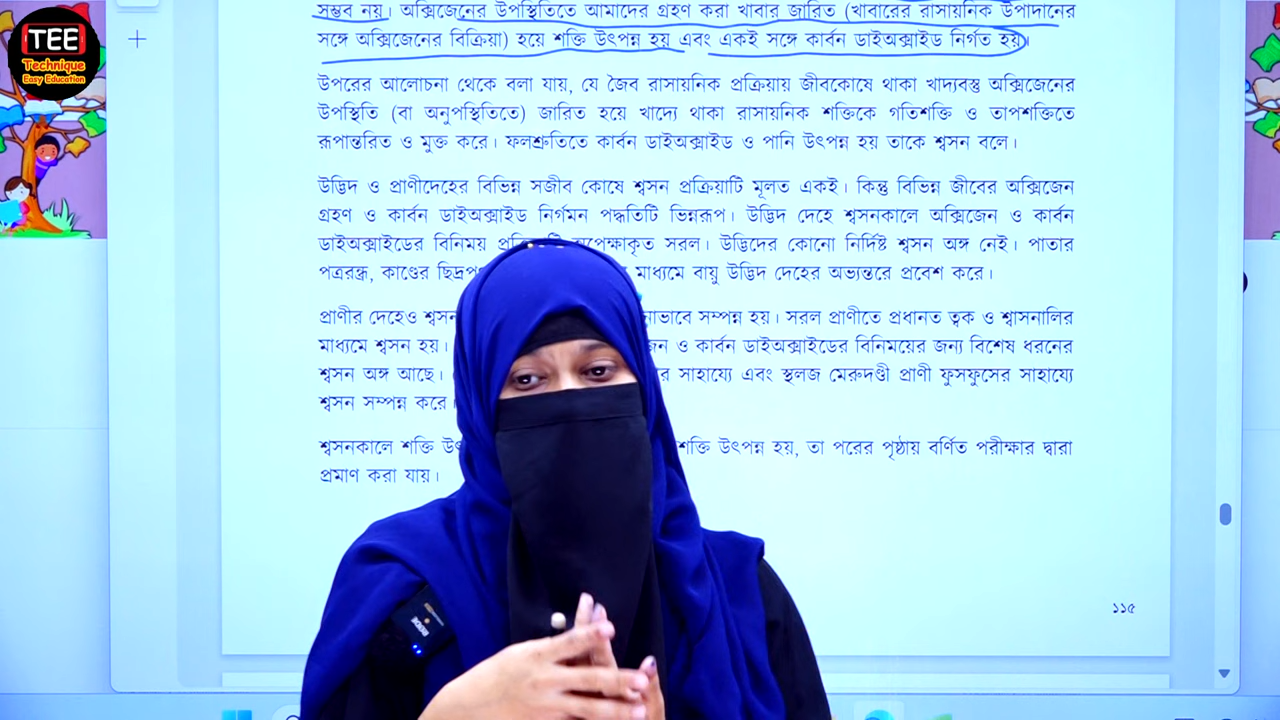 TEE
Technique
Easy Education
সম্ভব নয়। অক্সিজেনের উপস্থিতিতে আমাদের গ্রহণ করা খাবার জারিত (খাবারের রাসায়নিক উপাদানের
সঙ্গে অক্সিজেনের বিক্রিয়া) হয়ে শক্তি উৎপন্ন হয় এবং একই সঙ্গে কার্বন ডাইঅক্সাইড নির্গত হয়।
উপরের আলোচনা থেকে বলা যায়, যে জৈব রাসায়নিক প্রক্রিয়ায় জীবকোষে থাকা খাদ্যবস্তু অক্সিজেনের
উপস্থিতি (বা অনুপস্থিতিতে) জারিত হয়ে খাদ্যে থাকা রাসায়নিক শক্তিকে গতিশক্তি ও তাপশক্তিতে
রূপান্তরিত ও মুক্ত করে। ফলশ্রুতিতে কার্বন ডাইঅক্সাইড ও পানি উৎপন্ন হয় তাকে শ্বসন বলে।
উদ্ভিদ ও প্রাণীদেহের বিভিন্ন সজীব কোষে শ্বসন প্রক্রিয়াটি মূলত একই। কিন্তু বিভিন্ন জীবের অক্সিজেন
গ্রহণ ও কার্বন ডাইঅক্সাইড নির্গমন পদ্ধতিটি ভিন্নরূপ। উদ্ভিদ দেহে শ্বসনকালে অক্সিজেন ও কার্বন
ডাইঅক্সাইডের বিনিময় অপেক্ষাকৃত সরল। উদ্ভিদের কোনো নির্দিষ্ট শ্বসন অঙ্গ নেই। পাতার
পত্ররন্ধ্র, কাণ্ডের মাধ্যমে বায়ু উদ্ভিদ দেহের অভ্যন্তরে প্রবেশ করে।
প্রাণীর দেহেও সম্পন্ন হয়। সরল প্রাণীতে প্রধানত ত্বক ও শ্বাসনালির
মাধ্যমে শ্বসন হয়। ও কার্বন ডাইঅক্সাইডের বিনিময়ের জন্য বিশেষ ধরনের
শ্বসন অঙ্গ আছে। সাহায্যে এবং স্থলজ মেরুদণ্ডী প্রাণী ফুসফুসের সাহায্যে
শ্বসন সম্পন্ন করে
শ্বসনকালে শক্তি শক্তি উৎপন্ন হয়, তা পরের পৃষ্ঠায় বর্ণিত পরীক্ষার দ্বারা
প্রমাণ করা যায়।
১১৫
RØDE